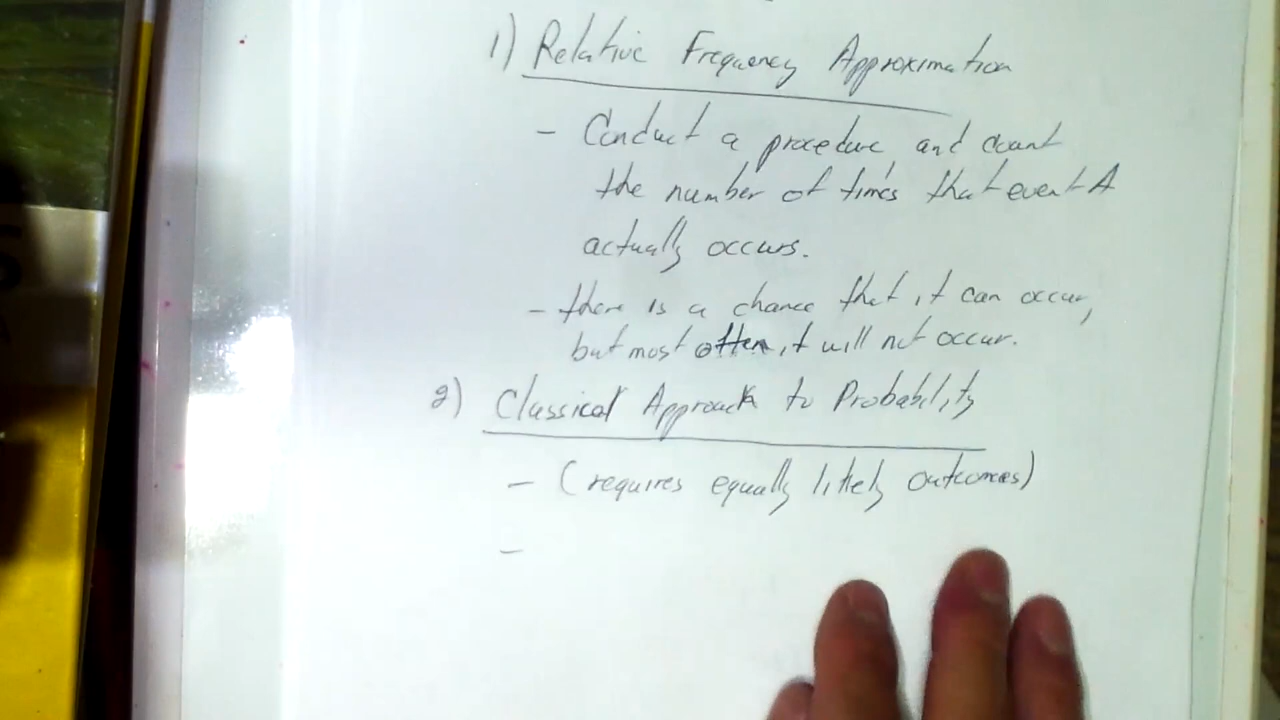 1) Relative Frequency Approximation
- Conduct a procedure, and count
the number of times that event A
actually occurs.
- there is a chance that it can occur,
but most often, it will not occur.
2) Classical Approach to Probability
- (requires equally likely outcomes)
-